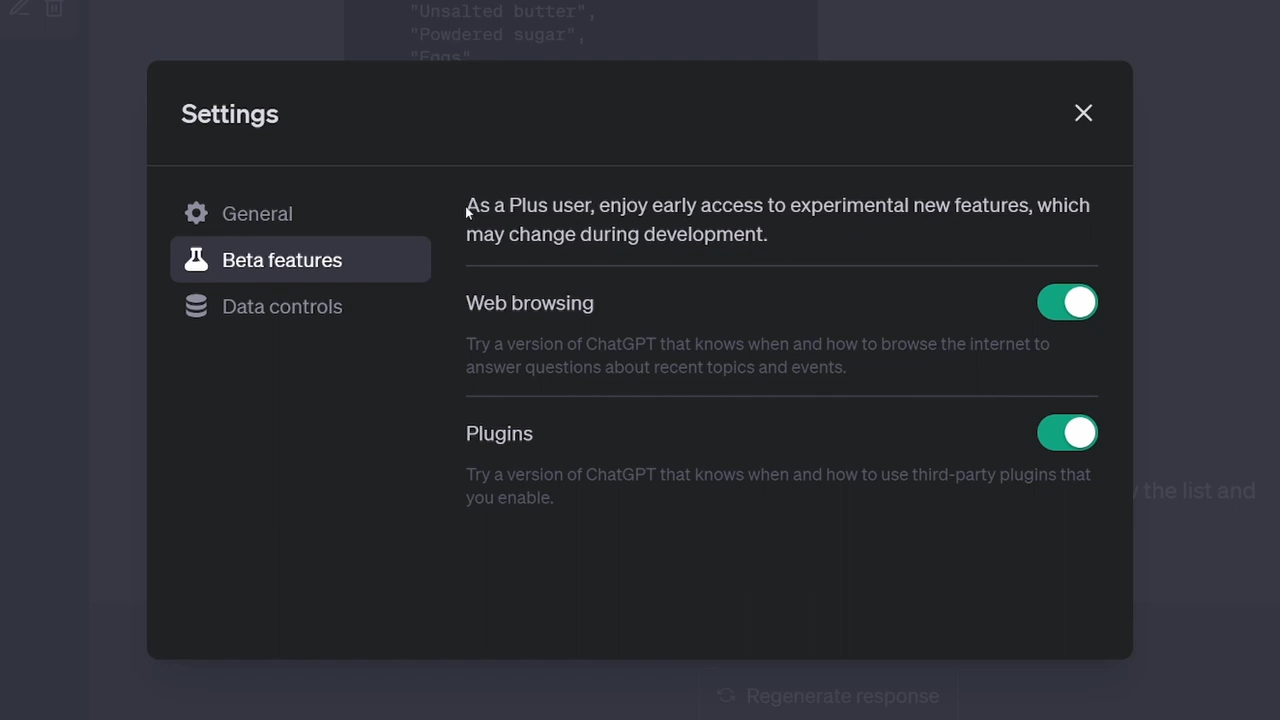 "Unsalted butter",
"Powdered sugar",
"Eggs"
Settings
General
Beta features
Data controls
As a Plus user, enjoy early access to experimental new features, which
may change during development.
Web browsing
Try a version of ChatGPT that knows when and how to browse the internet to
answer questions about recent topics and events.
Plugins
Try a version of ChatGPT that knows when and how to use third-party plugins that
you enable.
the list and
Regenerate response